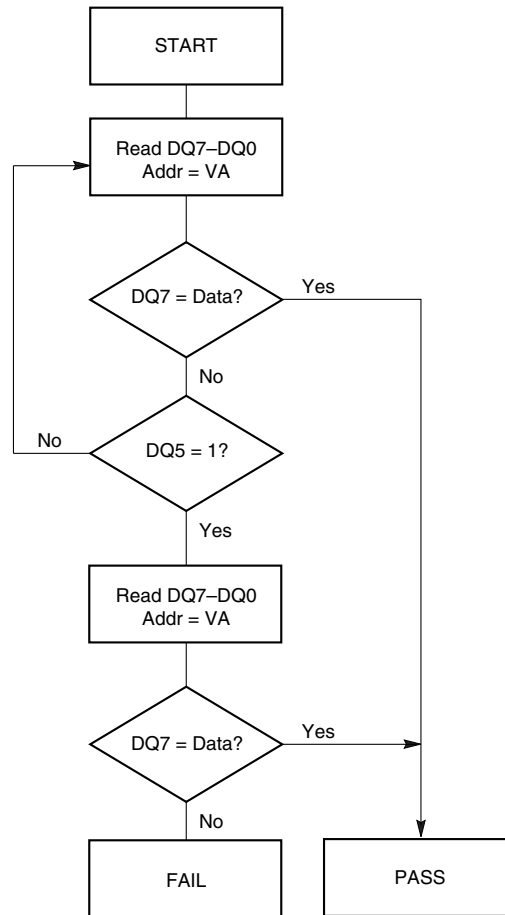 START
Read DQ7–DQ0
Addr = VA
DQ7 = Data?
Yes
No
No
DQ5 = 1?
Yes
Read DQ7–DQ0
Addr = VA
DQ7 = Data?
Yes
No
FAIL
PASS